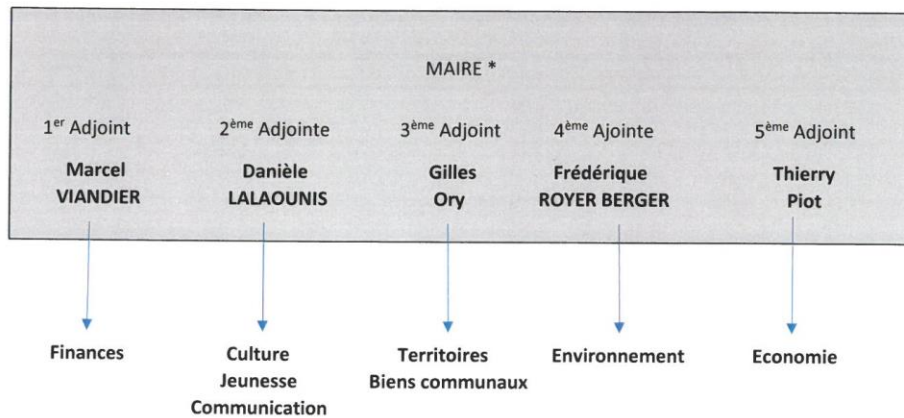 MAIRE *
1er Adjoint 2ème Adjointe 3ème Adjoint 4ème Ajointe 5ème Adjoint
Marcel Danièle Gilles Frédérique Thierry
VIANDIER LALAOUNIS Ory ROYER BERGER Piot
Finances Culture Territoires Environnement Economie
Jeunesse Biens communaux
Communication